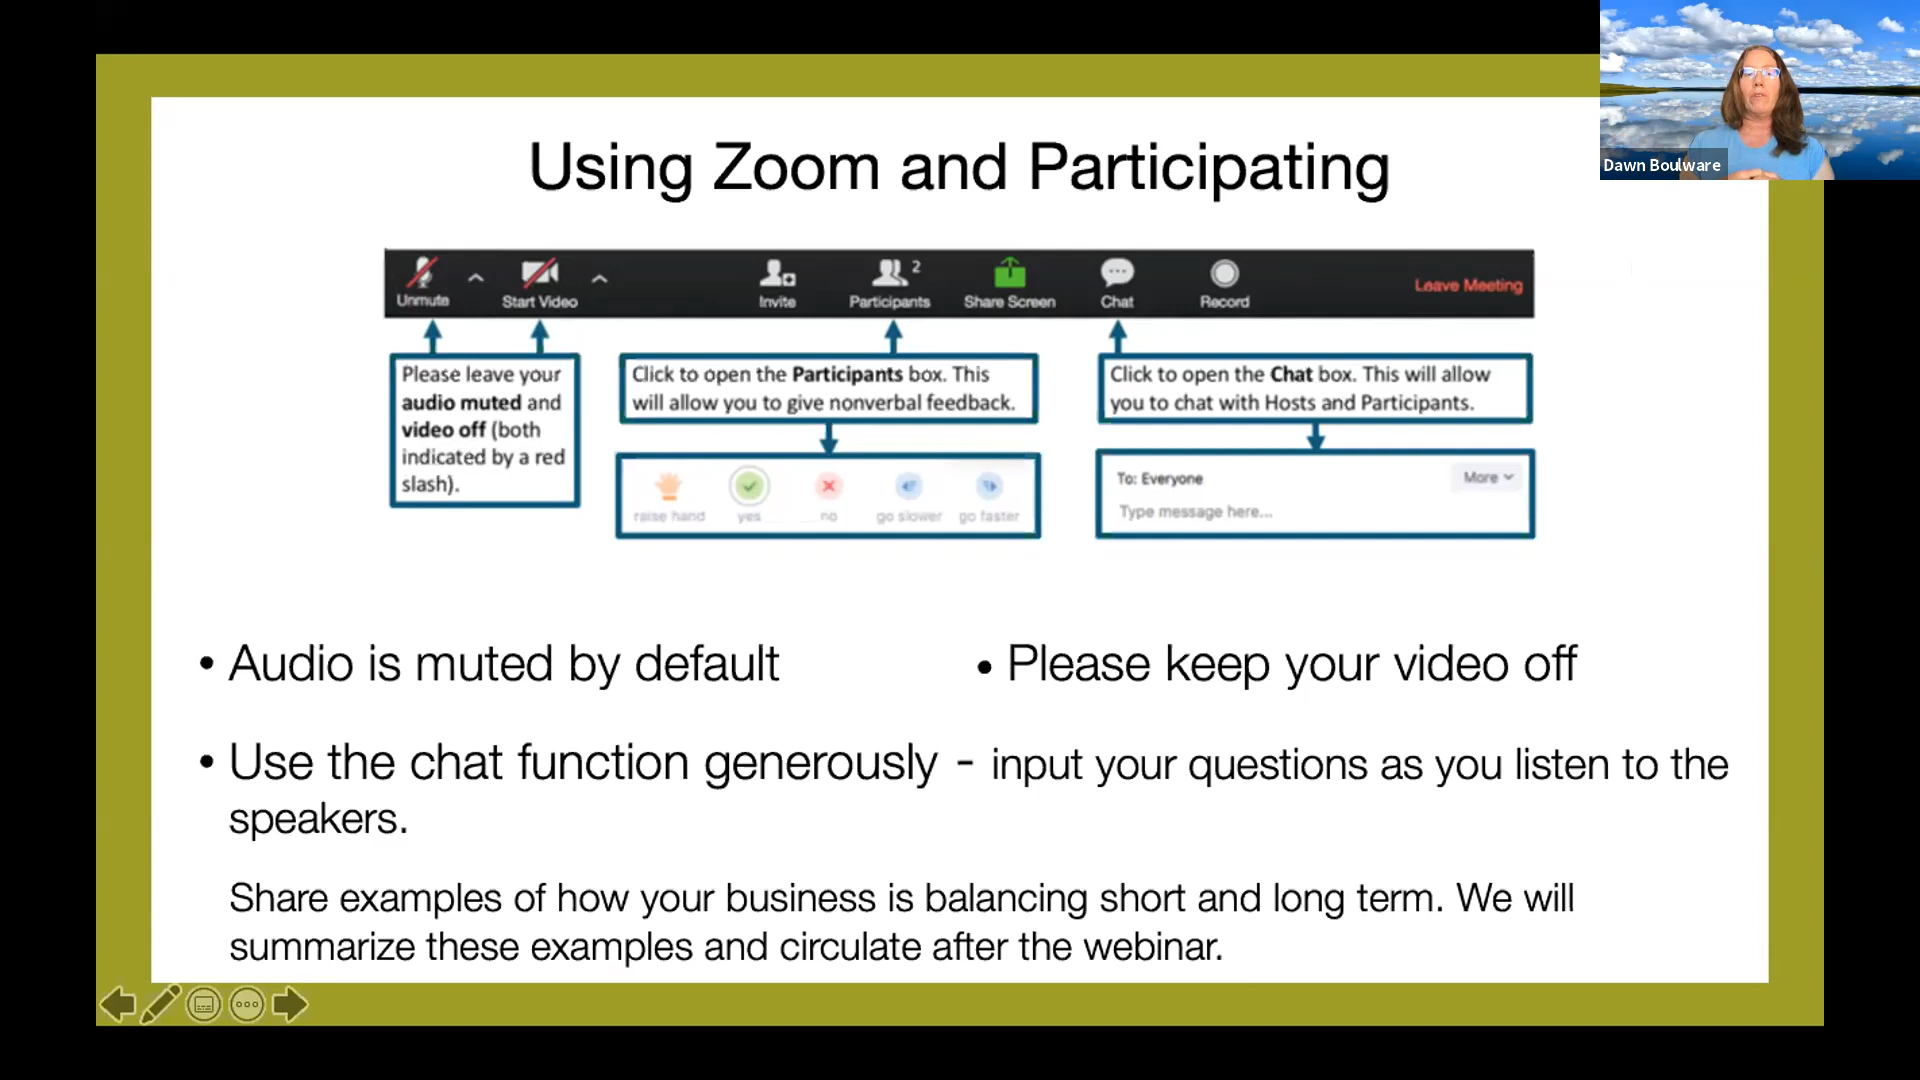 Dawn Boulware
Using Zoom and Participating
Unmute
Start Video
Invite
Participants
2
Share Screen
Chat
Record
Leave Meeting
Please leave your
audio muted and
video off (both
indicated by a red
slash).
Click to open the Participants box. This
will allow you to give nonverbal feedback.
raise hand
yes
no
go slower
go faster
Click to open the Chat box. This will allow
you to chat with Hosts and Participants.
To: Everyone
More
Type message here...
• Audio is muted by default
• Please keep your video off
• Use the chat function generously - input your questions as you listen to the
speakers.
Share examples of how your business is balancing short and long term. We will
summarize these examples and circulate after the webinar.